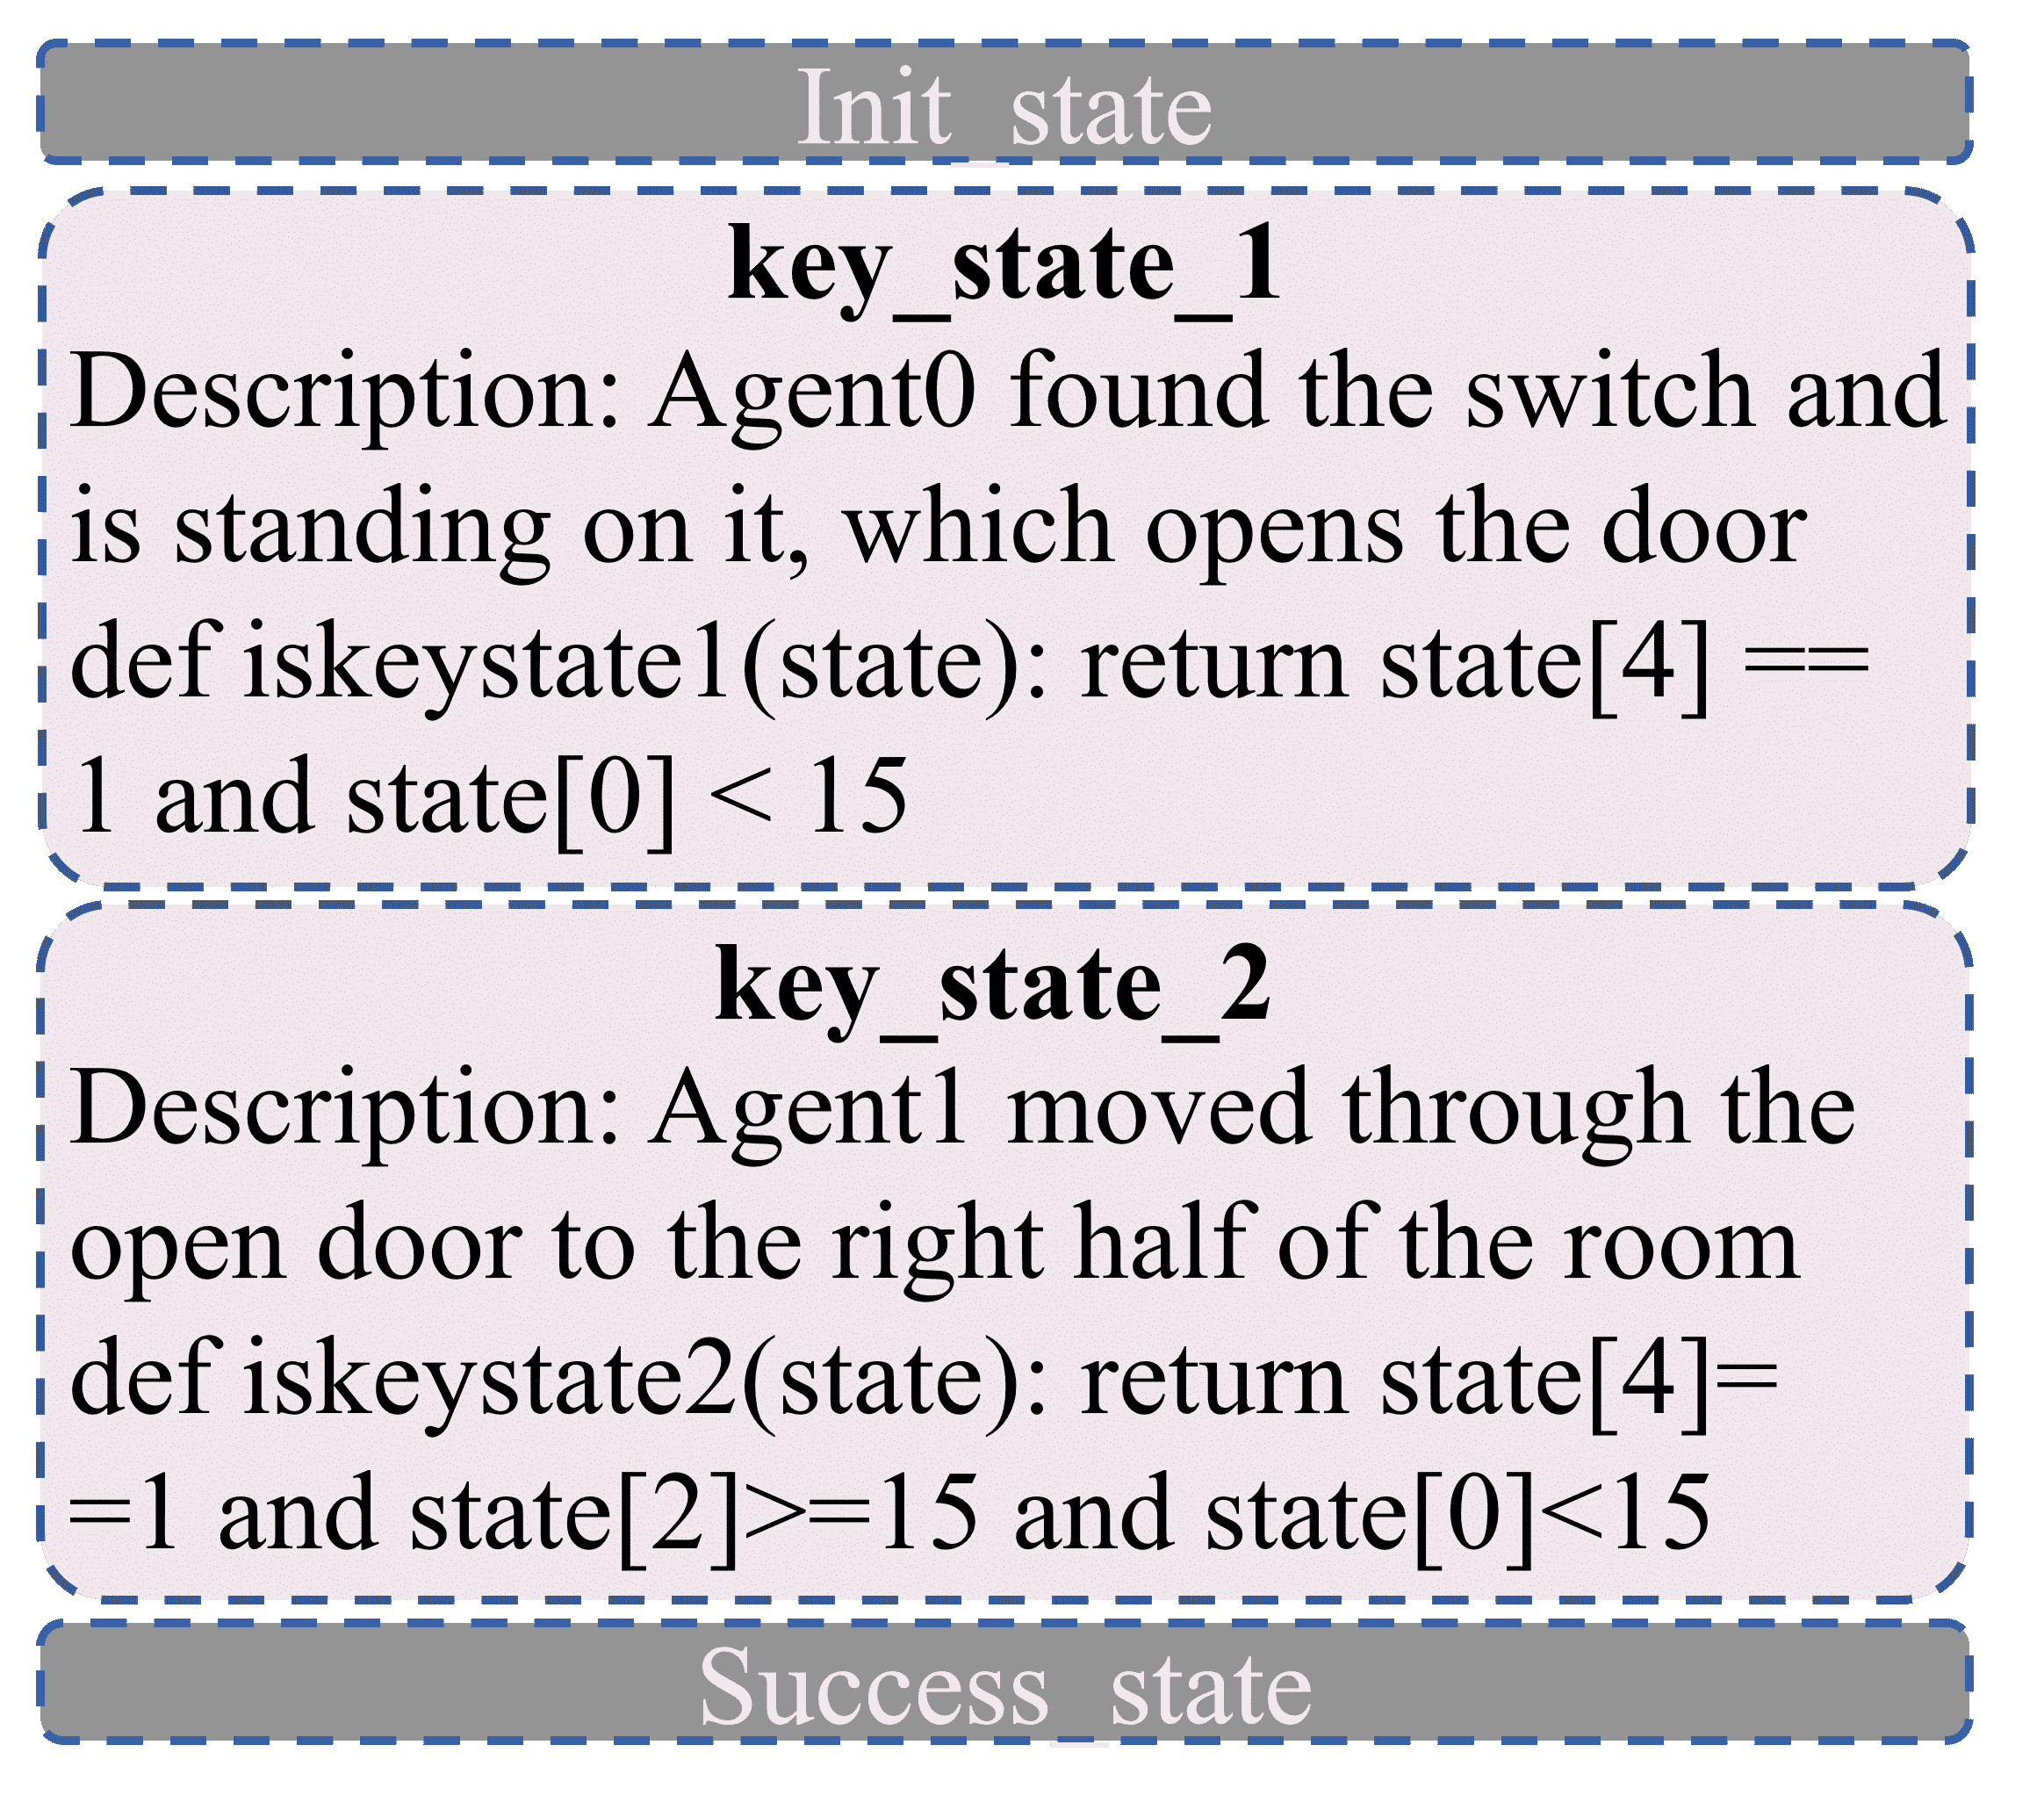 Init_state
key_state_1
Description: Agent0 found the switch and
is standing on it, which opens the door
def iskeystate1(state): return state[4] ==
1 and state[0] < 15
key_state_2
Description: Agent1 moved through the
open door to the right half of the room
def iskeystate2(state): return state[4]=
=1 and state[2]>=15 and state[0]<15
Success_state